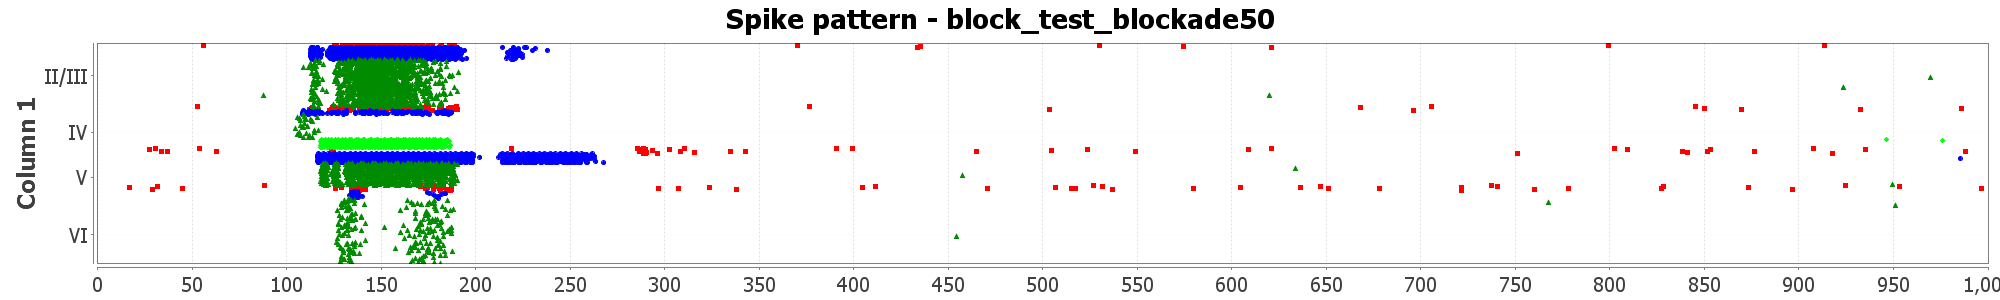 Spike pattern - block_test_blockade50
Column 1
II/III
IV
V
VI
0 50 100 150 200 250 300 350 400 450 500 550 600 650 700 750 800 850 900 950 1,00